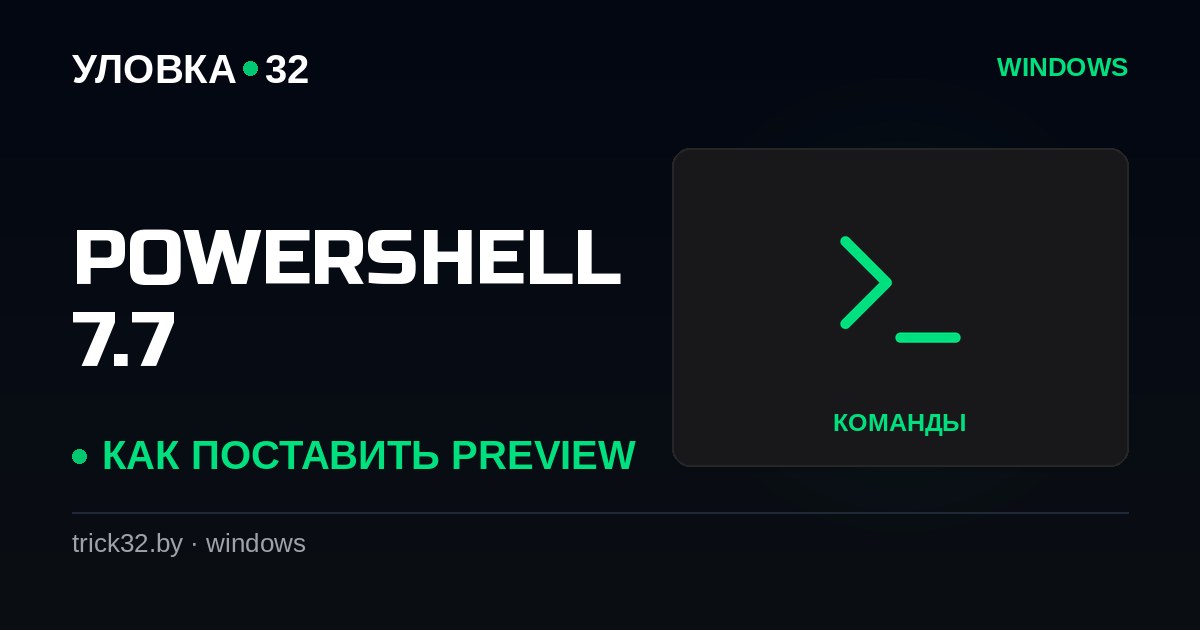 УЛОВКА•32
WINDOWS
POWERSHELL
7.7
• КАК ПОСТАВИТЬ PREVIEW
>_
КОМАНДЫ
trick32.by · windows